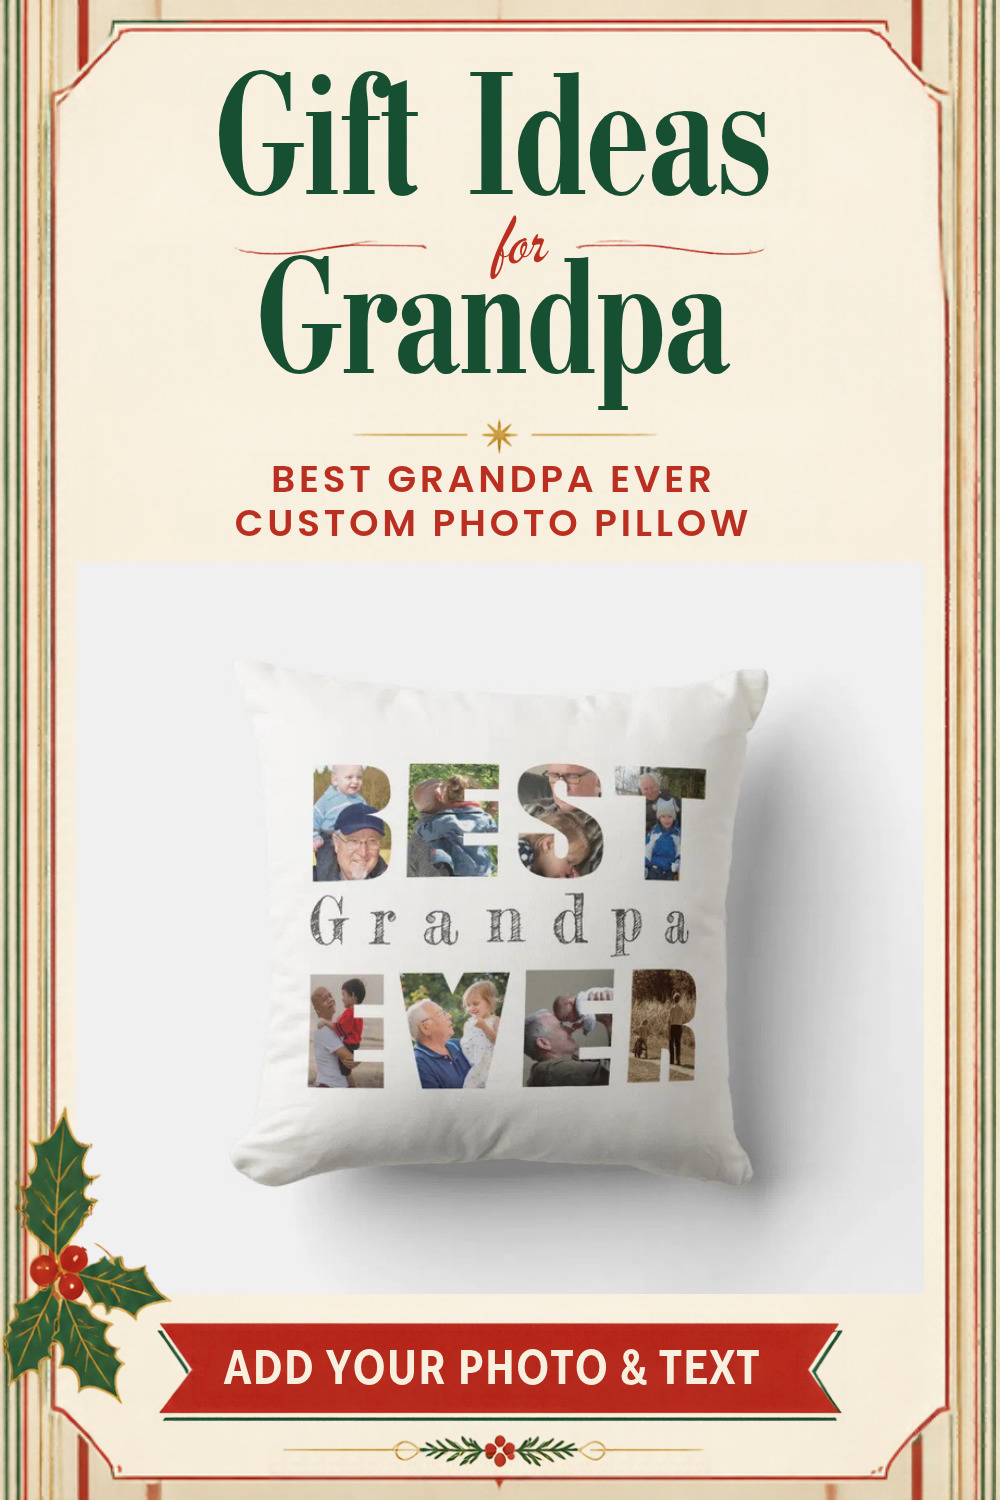 Gift Ideas
for
Grandpa
BEST GRANDPA EVER
CUSTOM PHOTO PILLOW
BEST
Grandpa
EVER
ADD YOUR PHOTO & TEXT